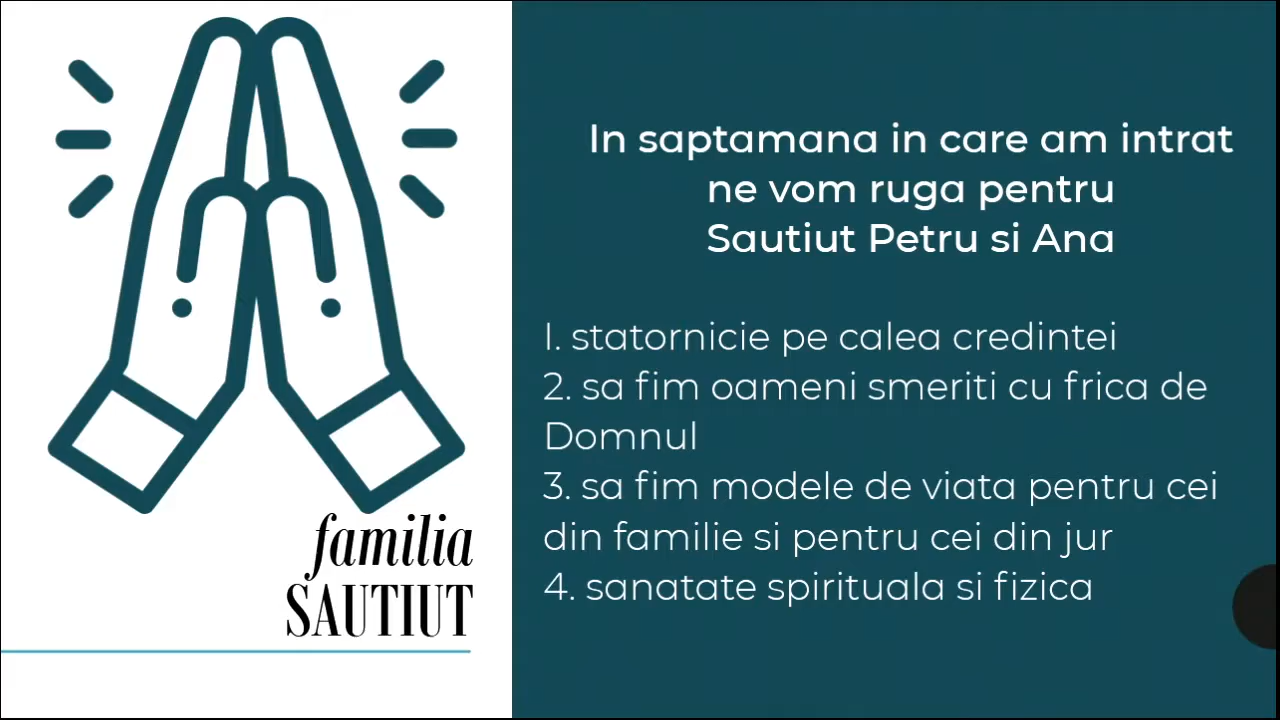 familia
SAUTIUT
In saptamana in care am intrat
ne vom ruga pentru
Sautiut Petru si Ana
1. statornicie pe calea credintei
2. sa fim oameni smeriti cu frica de
Domnul
3. sa fim modele de viata pentru cei
din familie si pentru cei din jur
4. sanatate spirituala si fizica